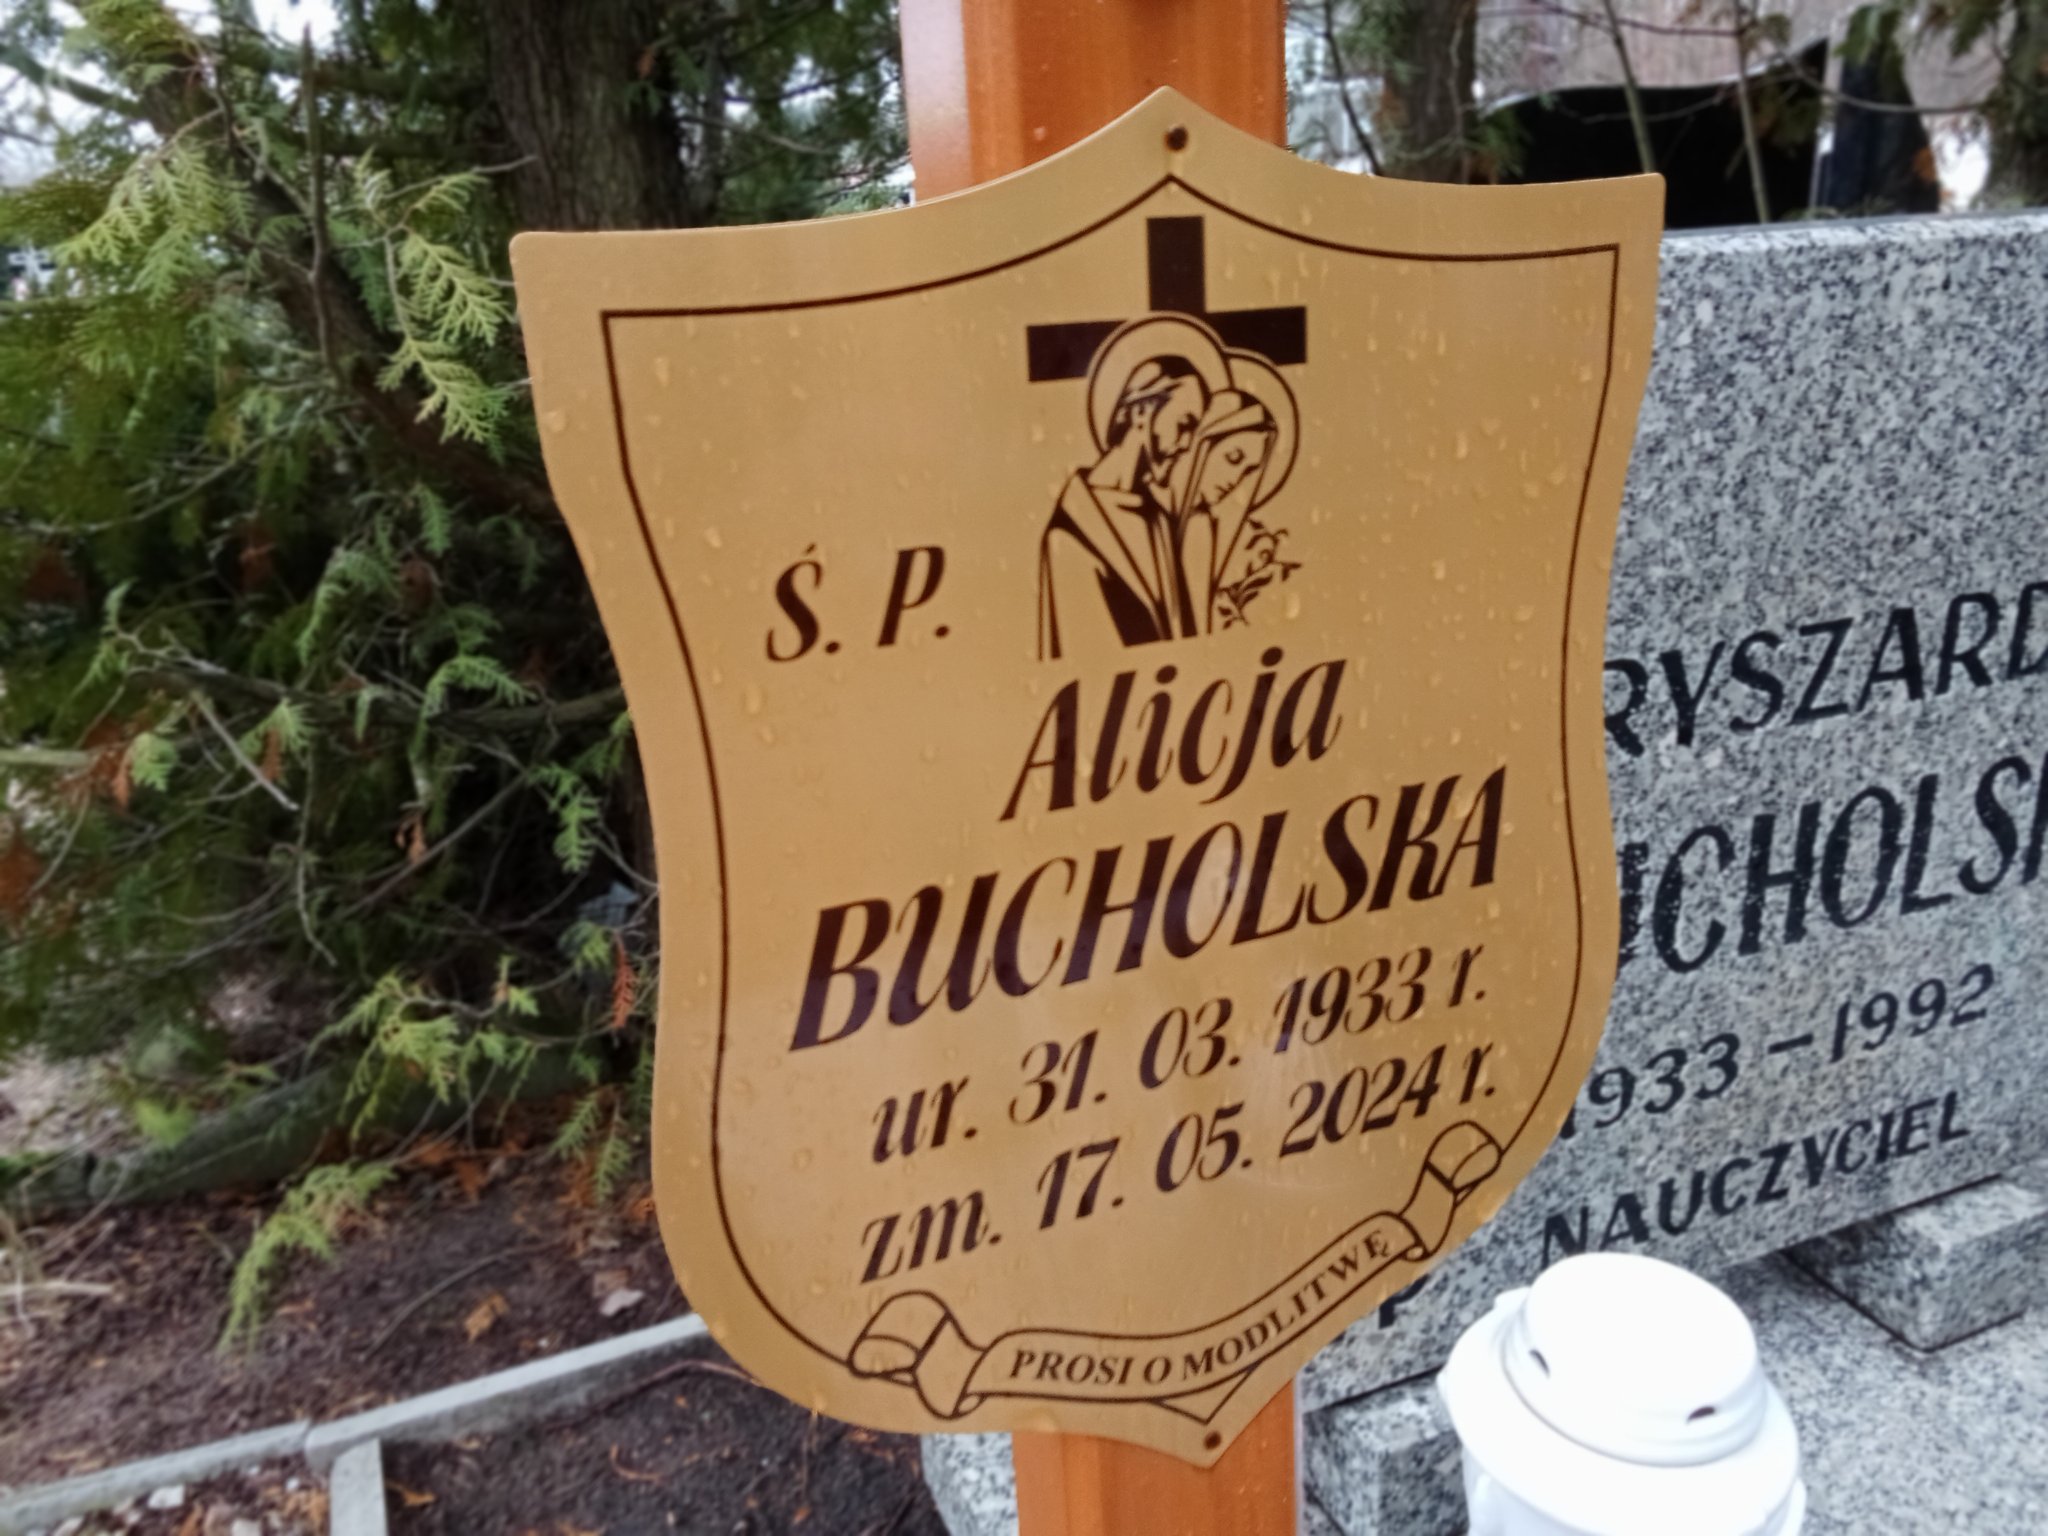 Ś. P.
Alicja
BUCHOLSKA
ur. 31. 03. 1933 r.
zm. 17. 05. 2024 r.
PROSI O MODLITWĘ
RYSZARD
UCHOLSK
1933 – 1992
NAUCZYCIEL